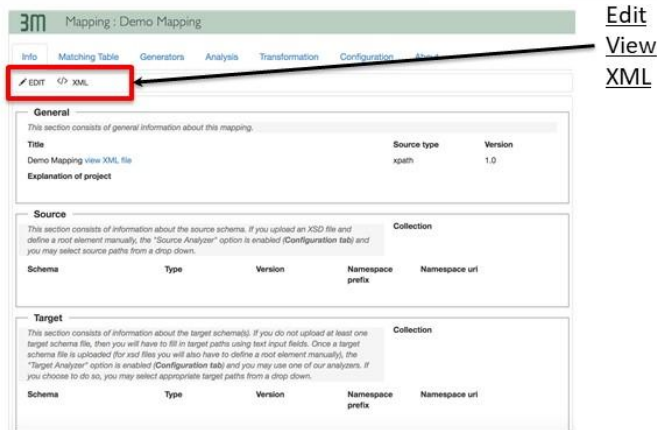 3M Mapping : Demo Mapping
Edit
View
XML
Info Matching Table Generators Analysis Transformation Configuration About
EDIT </> XML
General
This section consists of general information about this mapping.
Title Source type Version
Demo Mapping view XML file xpath 1.0
Explanation of project
Source
This section consists of information about the source schema. If you upload an XSD file and
define a root element manually, the "Source Analyzer" option is enabled (Configuration tab) and
you may select source paths from a drop down.
Collection
Schema Type Version Namespace prefix Namespace uri
Target
This section consists of information about the target schema(s). If you do not upload at least one
target schema file, then you will have to fill in target paths using text input fields. Once a target
schema file is uploaded (for xsd files you will also have to define a root element manually), the
"Target Analyzer" option is enabled (Configuration tab) and you may use one of our analyzers. If
you choose to do so, you may select appropriate target paths from a drop down.
Collection
Schema Type Version Namespace prefix Namespace uri